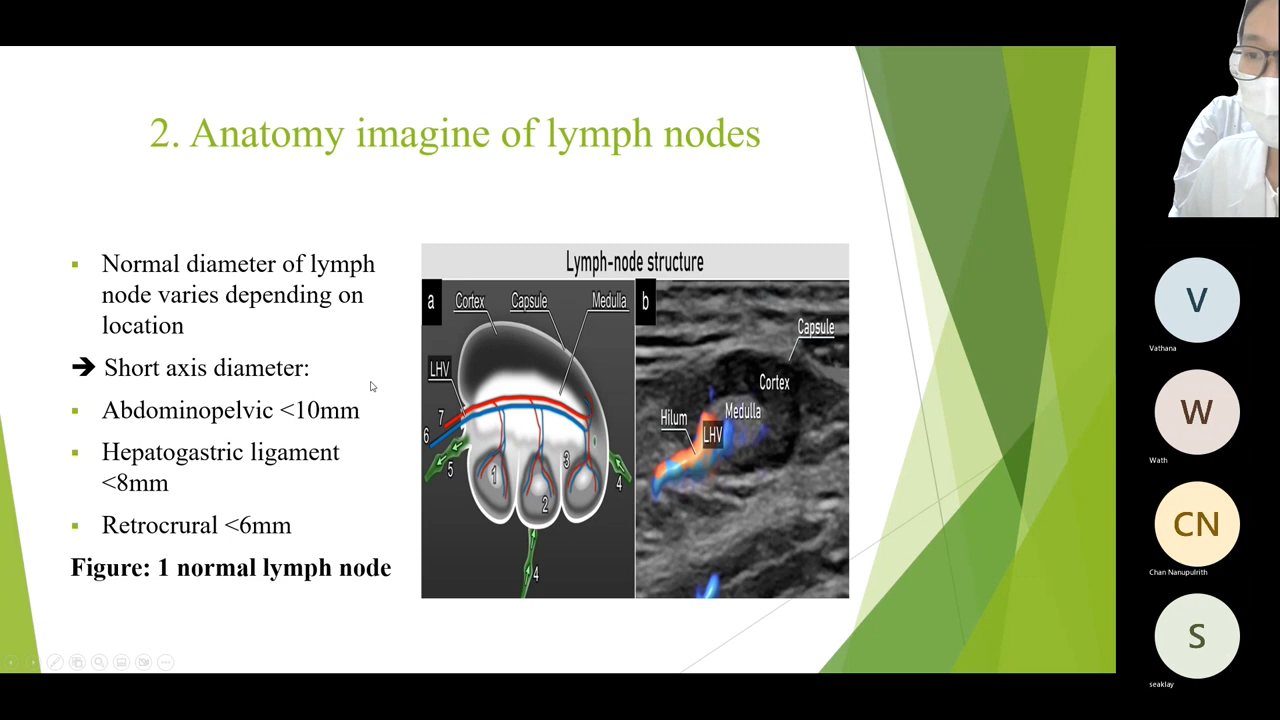 2. Anatomy imagine of lymph nodes
Normal diameter of lymph
node varies depending on
location
Short axis diameter:
Abdominopelvic <10mm
Hepatogastric ligament
<8mm
Retrocrural <6mm
Figure: 1 normal lymph node
Lymph-node structure
a
Cortex
Capsule
Medulla
LHV
7
6
5
1
2
3
4
4
b
Capsule
Cortex
Medulla
Hilum
LHV
V
Vathana
W
Wath
CN
Chan Nanupulrith
S
seaklay